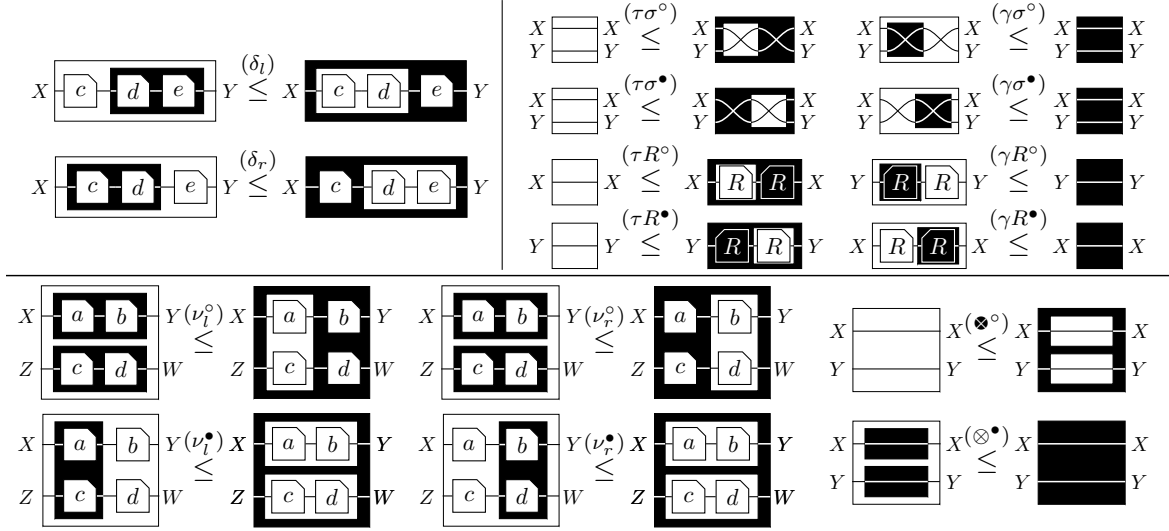 X c d e Y (δ_l) ≤ X c d e Y
X c d e Y (δ_r) ≤ X c d e Y
X Y X Y (τσ°) ≤ X Y X Y X Y X Y (γσ°) ≤ X Y X Y
X Y X Y (τσ•) ≤ X Y X Y X Y X Y (γσ•) ≤ X Y X Y
X X (τR°) ≤ X R R X Y R R Y (γR°) ≤ Y Y
Y Y (τR•) ≤ Y R R Y X R R X (γR•) ≤ X X
X a b Y (ν_l°) X a b Y X a b Y (ν_r°) X a b Y X X (⊗°) X
≤ ≤ ≤
Z c d W Z c d W Z c d W Z c d W Y Y Y
X a b Y (ν_l•) X a b Y X a b Y (ν_r•) X a b Y X X (⊗•) X
≤ ≤ ≤
Z c d W Z c d W Z c d W Z c d W Y Y Y